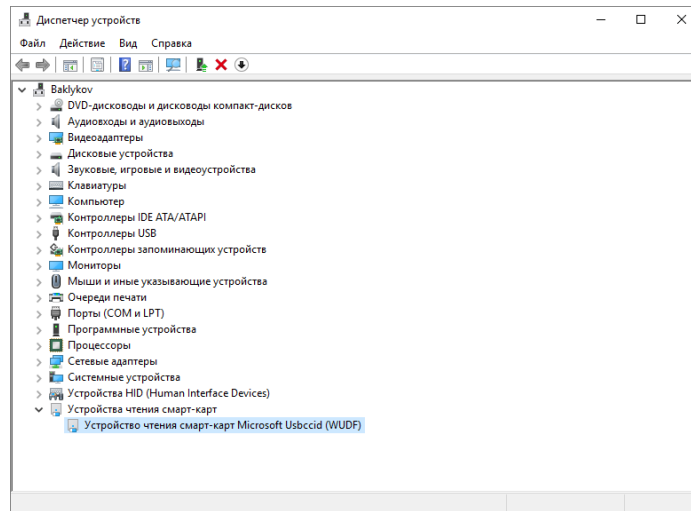 Диспетчер устройств
Файл Действие Вид Справка
Baklykov
DVD-дисководы и дисководы компакт-дисков
Аудиовходы и аудиовыходы
Видеоадаптеры
Дисковые устройства
Звуковые, игровые и видеоустройства
Клавиатуры
Компьютер
Контроллеры IDE ATA/ATAPI
Контроллеры USB
Контроллеры запоминающих устройств
Мониторы
Мыши и иные указывающие устройства
Очереди печати
Порты (COM и LPT)
Программные устройства
Процессоры
Сетевые адаптеры
Системные устройства
Устройства HID (Human Interface Devices)
Устройства чтения смарт-карт
Устройство чтения смарт-карт Microsoft Usbccid (WUDF)